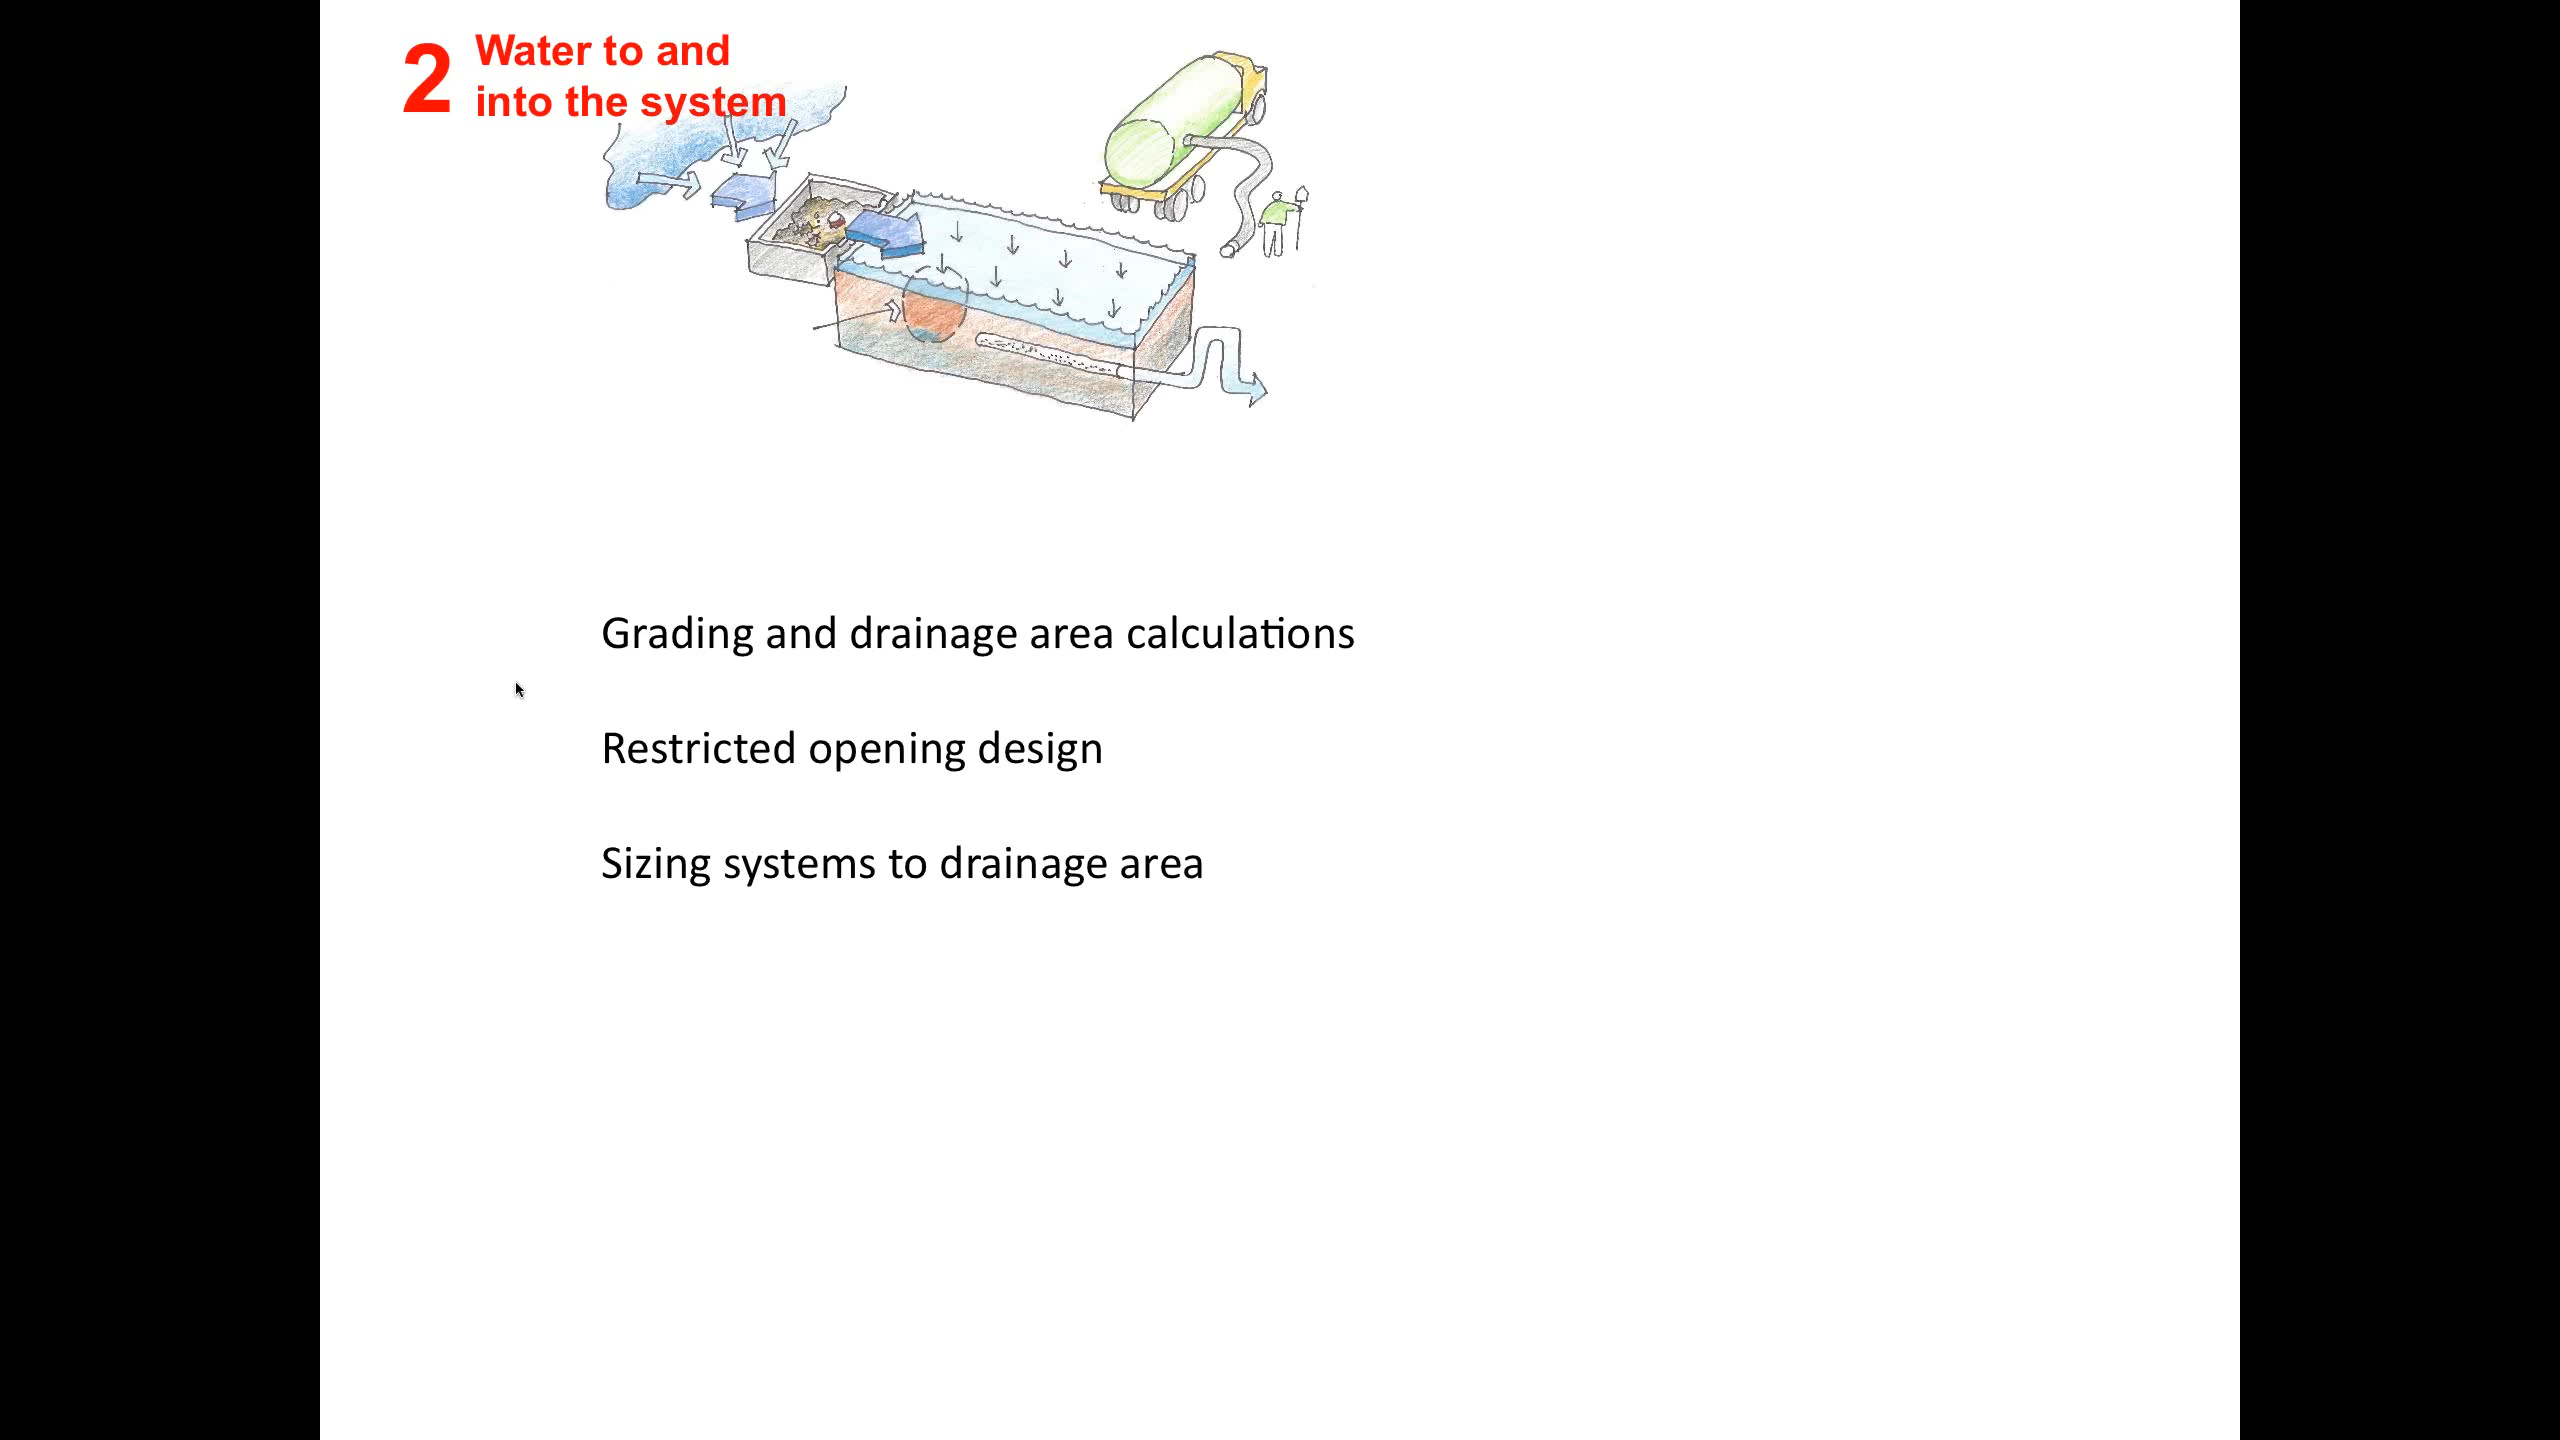 2
Water to and
into the system
Grading and drainage area calculations
Restricted opening design
Sizing systems to drainage area